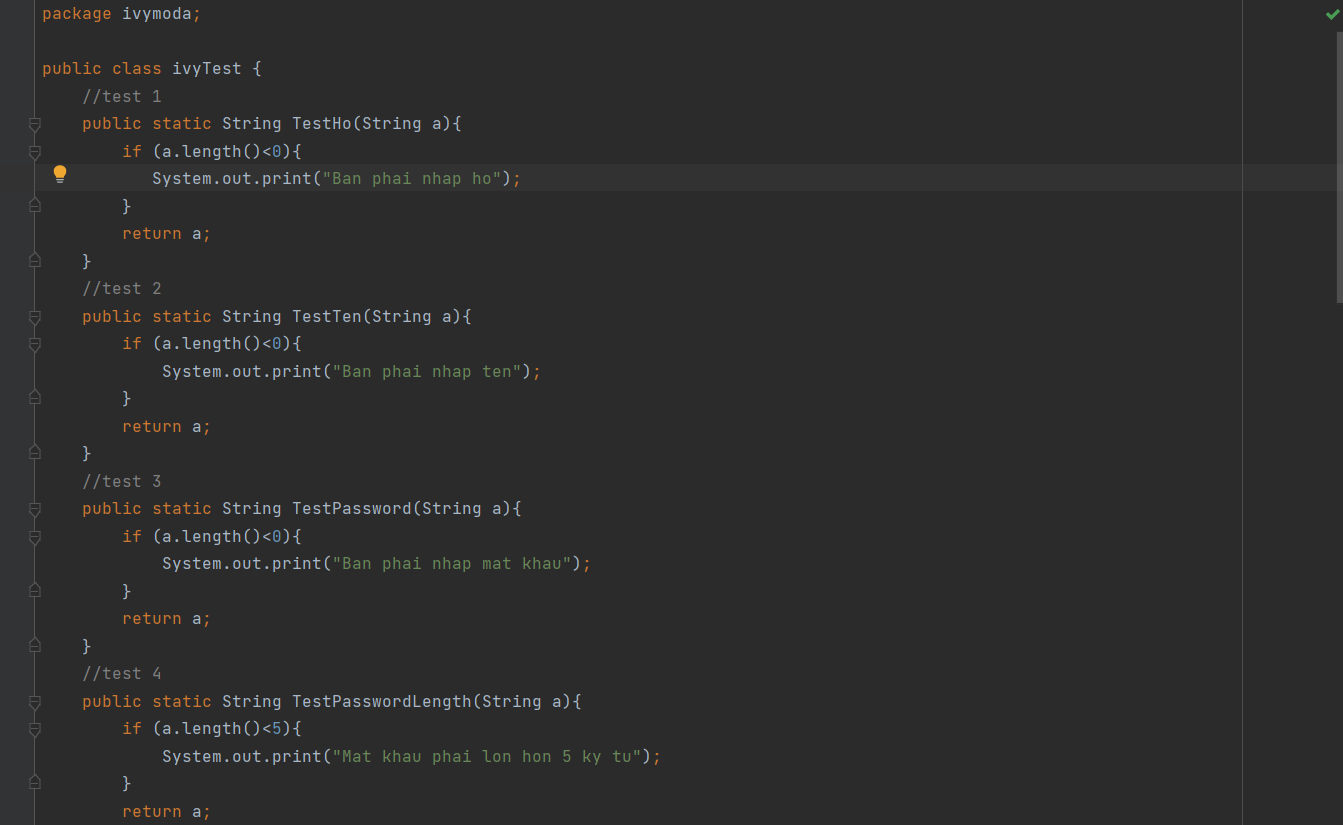 package ivymoda;
public class ivyTest {
//test 1
public static String TestHo(String a){
if (a.length()<0){
System.out.print("Ban phai nhap ho");
}
return a;
}
//test 2
public static String TestTen(String a){
if (a.length()<0){
System.out.print("Ban phai nhap ten");
}
return a;
}
//test 3
public static String TestPassword(String a){
if (a.length()<0){
System.out.print("Ban phai nhap mat khau");
}
return a;
}
//test 4
public static String TestPasswordLength(String a){
if (a.length()<5){
System.out.print("Mat khau phai lon hon 5 ky tu");
}
return a;